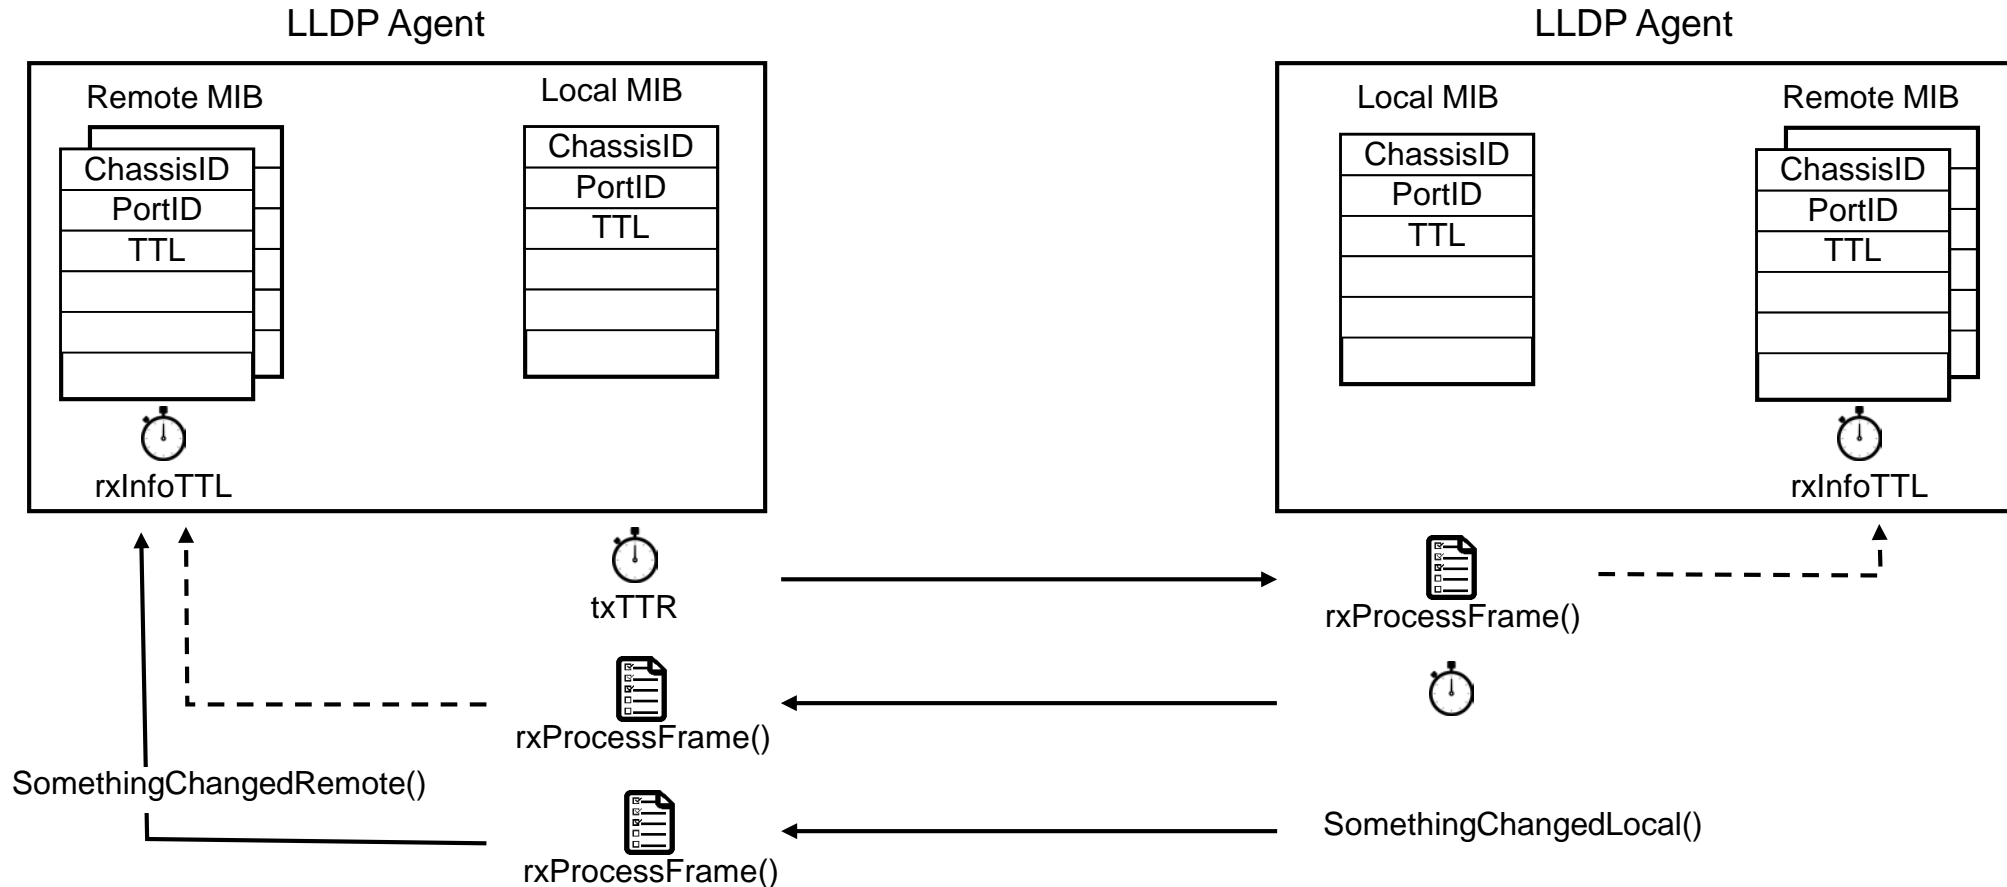 LLDP Agent
LLDP Agent
Remote MIB
Local MIB
Local MIB
Remote MIB
ChassisID
PortID
TTL
ChassisID
PortID
TTL
ChassisID
PortID
TTL
ChassisID
PortID
TTL
rxInfoTTL
rxInfoTTL
txTTR
rxProcessFrame()
rxProcessFrame()
SomethingChangedRemote()
SomethingChangedLocal()
rxProcessFrame()